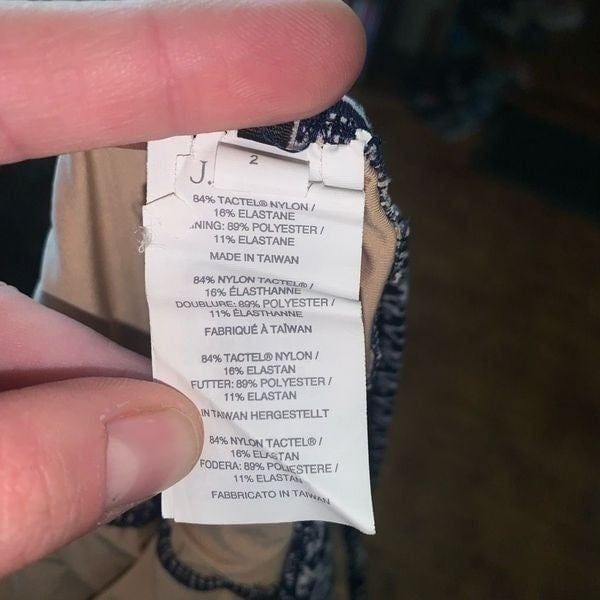 2
J.
84% TACTEL® NYLON /
16% ELASTANE
NING: 89% POLYESTER /
11% ELASTANE
MADE IN TAIWAN
84% NYLON TACTEL® /
16% ÉLASTHANNE
DOUBLURE: 89% POLYESTER /
11% ÉLASTHANNE
FABRIQUÉ À TAÏWAN
84% TACTEL® NYLON /
16% ELASTAN
FUTTER: 89% POLYESTER /
11% ELASTAN
IN TAIWAN HERGESTELLT
84% NYLON TACTEL® /
16% ELASTAN
FODERA: 89% POLIESTERE /
11% ELASTAN
FABBRICATO IN TAIWAN